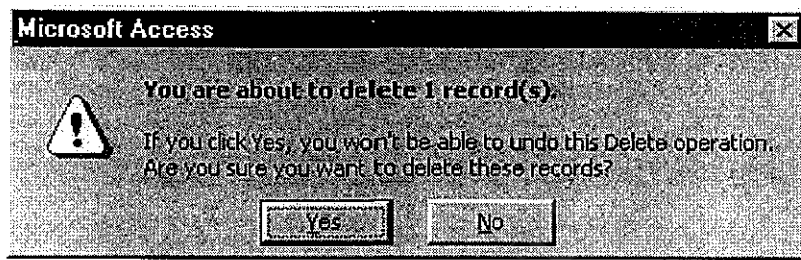 Microsoft Access
You are about to delete 1 record(s).
If you click Yes, you won't be able to undo this Delete operation.
Are you sure you want to delete these records?
Yes No